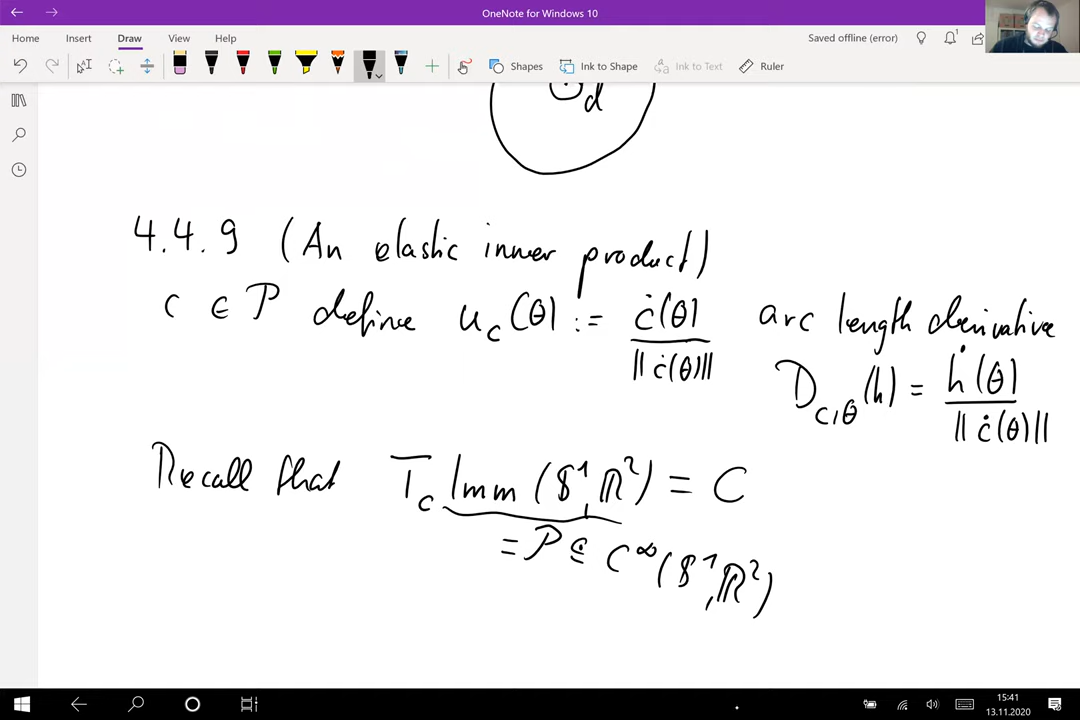 OneNote for Windows 10
Home Insert Draw View Help Saved offline (error)
Shapes Ink to Shape Ink to Text Ruler
d
4.4.9 (An elastic inner product)
c ∈ P define u_c(θ) := ċ(θ) / ||ċ(θ)|| arc length derivative
D_{c,θ}(h) = ḣ(θ) / ||ċ(θ)||
Recall that T_c Imm(S¹,ℝ²) = C
= P ⊆ C^∞(S¹,ℝ²)
15:41
13.11.2020